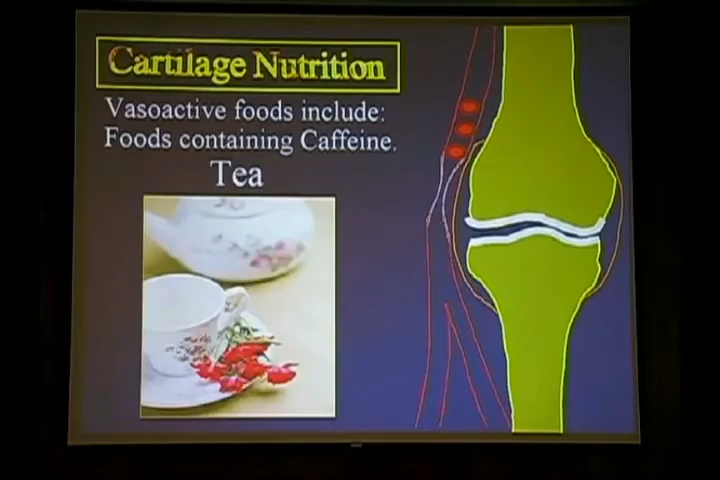 Cartilage Nutrition
Vasoactive foods include:
Foods containing Caffeine.
Tea